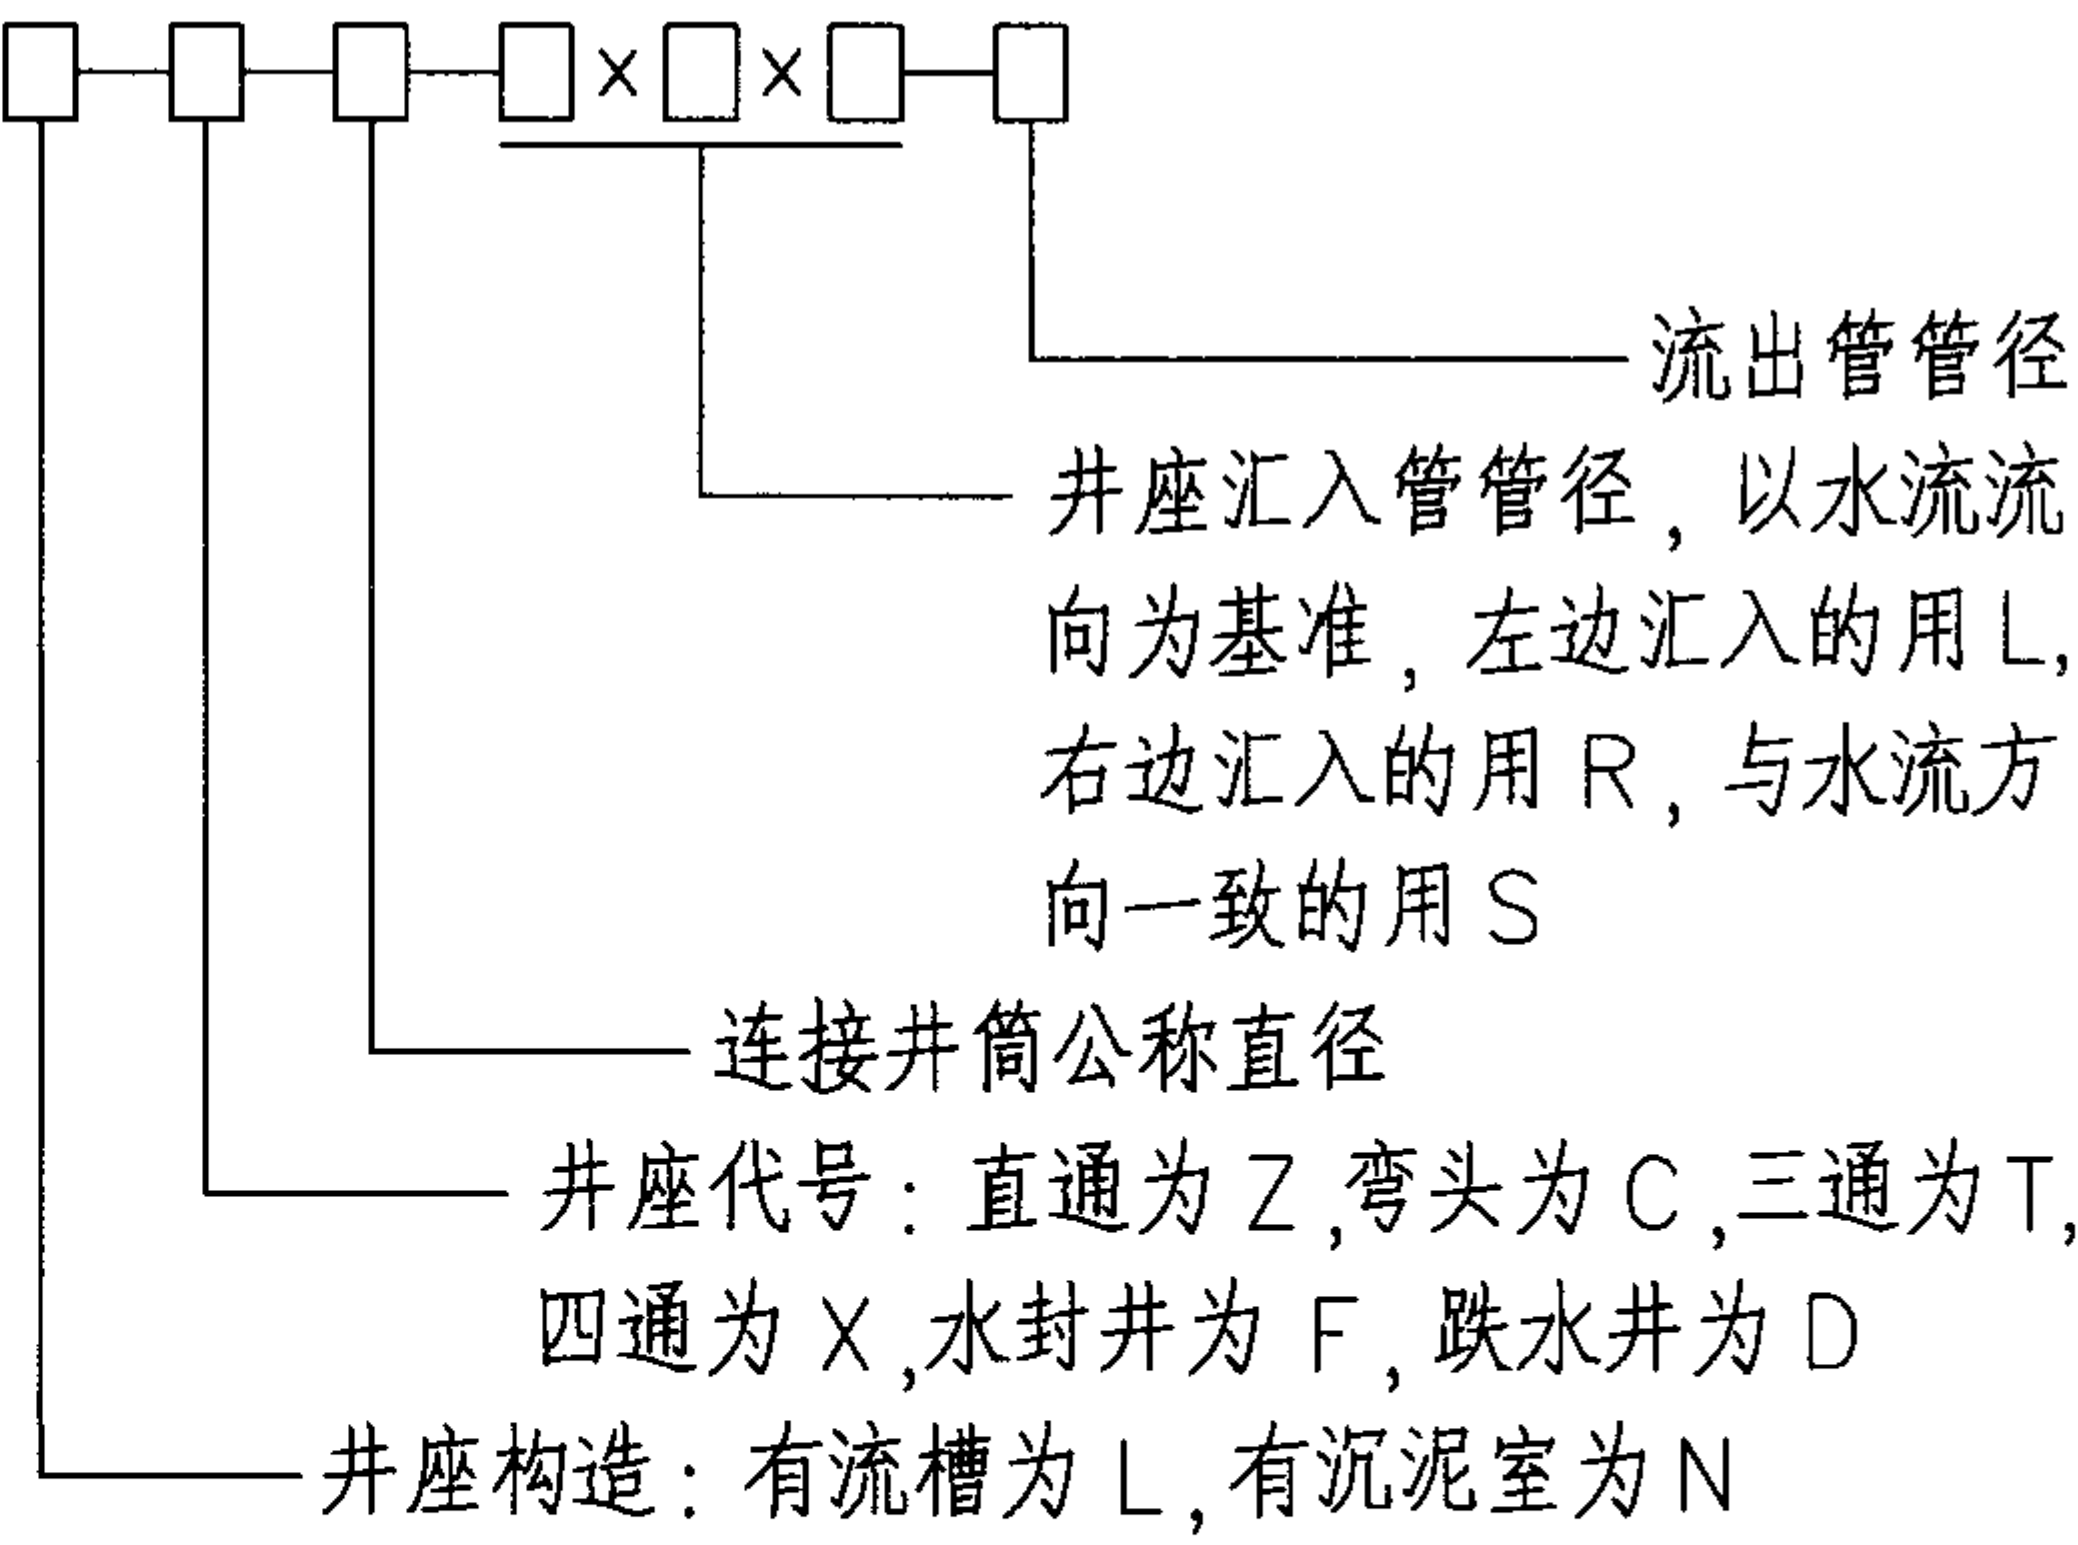 □—□—□—□×□×□—□
流出管管径
井座汇入管管径，以水流流
向为基准，左边汇入的用L，
右边汇入的用R，与水流方
向一致的用S
连接井筒公称直径
井座代号：直通为Z，弯头为C，三通为T，
四通为X，水封井为F，跌水井为D
井座构造：有流槽为L，有沉泥室为N